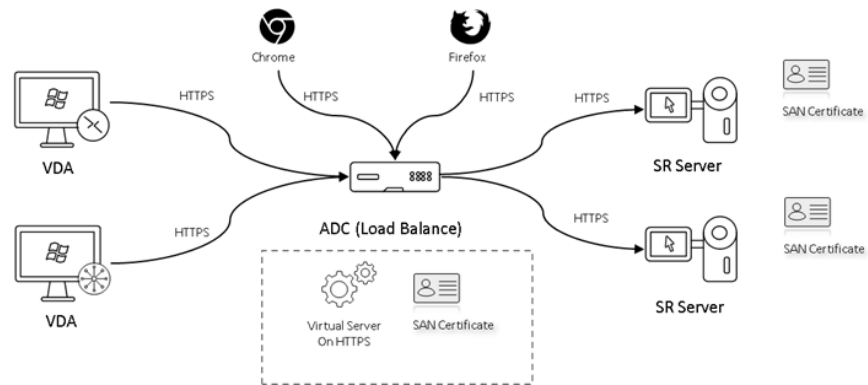 Chrome
Firefox
HTTPS
HTTPS
HTTPS
HTTPS
SAN Certificate
VDA
SR Server
HTTPS
ADC (Load Balance)
HTTPS
SAN Certificate
VDA
SR Server
Virtual Server
On HTTPS
SAN Certificate